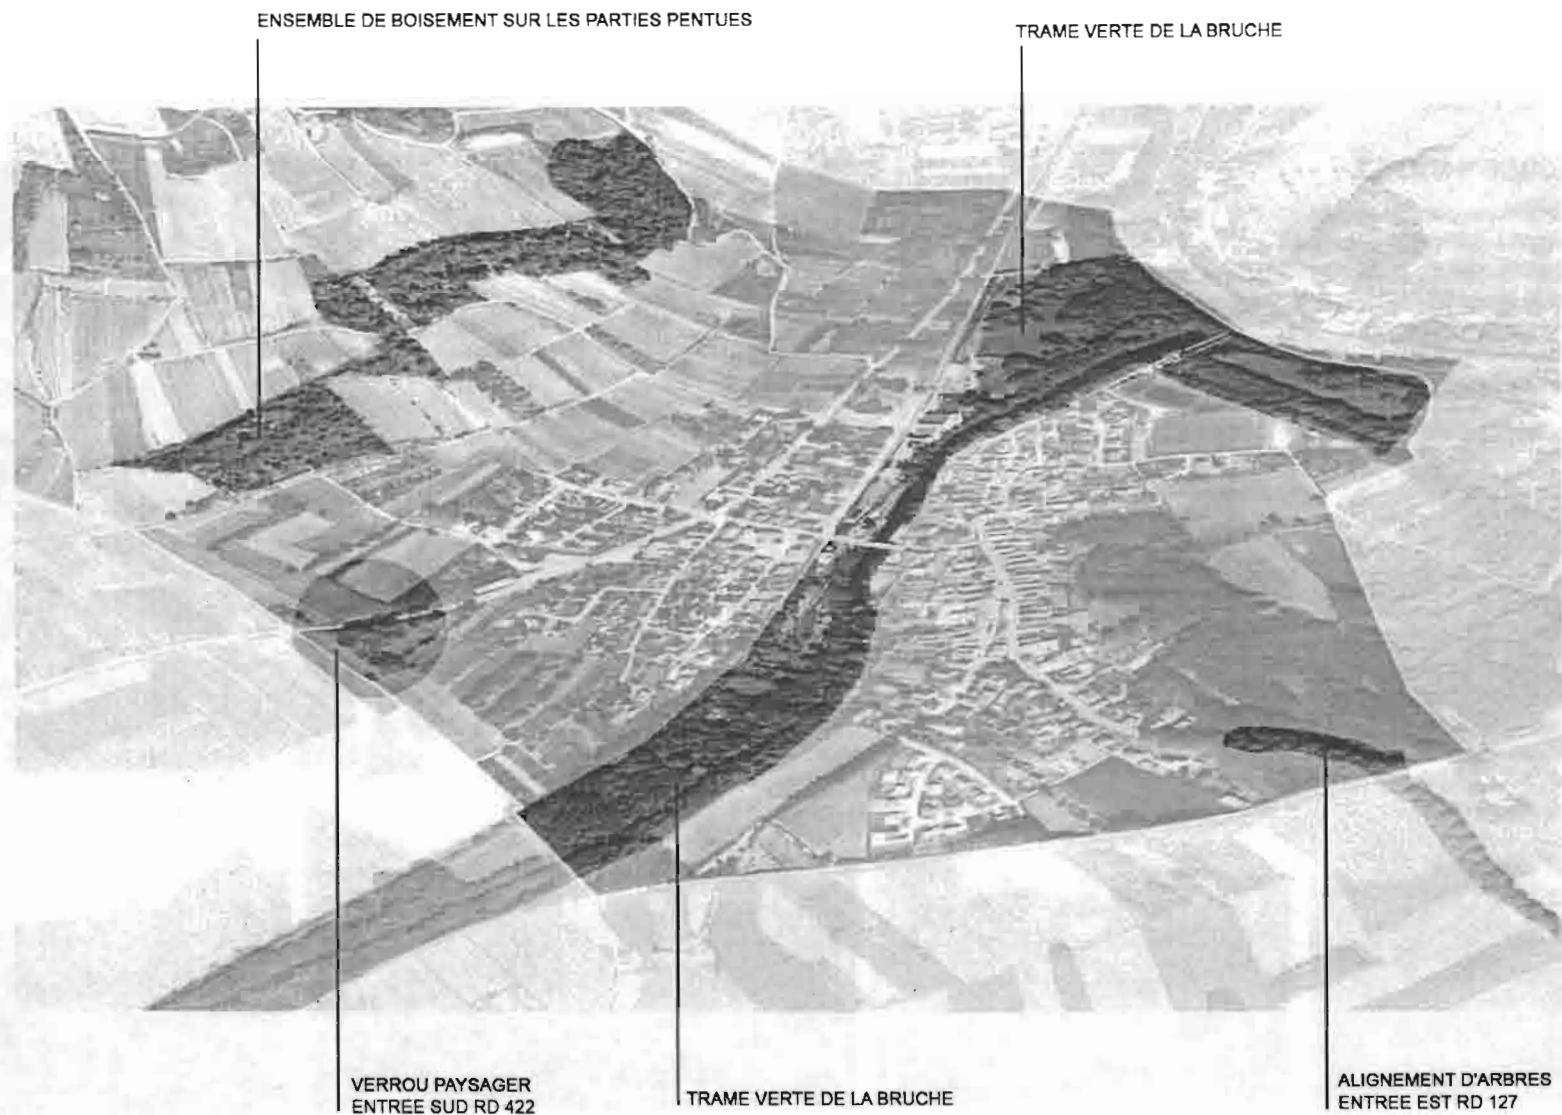 ENSEMBLE DE BOISEMENT SUR LES PARTIES PENTUES
TRAME VERTE DE LA BRUCHE
VERROU PAYSAGER
ENTREE SUD RD 422
TRAME VERTE DE LA BRUCHE
ALIGNEMENT D'ARBRES
ENTREE EST RD 127